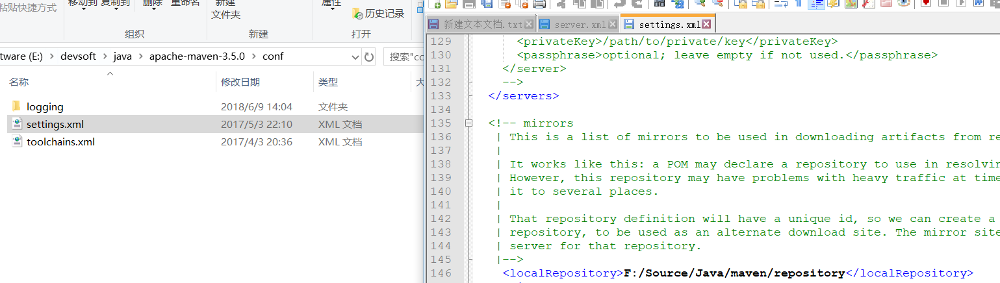 粘贴快捷方式
移动到 复制到
删除 重命名
新建
文件夹
属性
历史记录
组织
新建
打开
tware (E:) > devsoft > java > apache-maven-3.5.0 > conf
搜索"co
名称
修改日期
类型
大
logging
2018/6/9 14:04
文件夹
settings.xml
2017/5/3 22:10
XML 文档
toolchains.xml
2017/4/3 20:36
XML 文档
新建文本文档.txt
server.xml
settings.xml
129 <privateKey>/path/to/private/key</privateKey>
130 <passphrase>optional; leave empty if not used.</passphrase>
131 </server>
132 -->
133 </servers>
134
135 <!-- mirrors
136 | This is a list of mirrors to be used in downloading artifacts from re
137 |
138 | It works like this: a POM may declare a repository to use in resolvin
139 | However, this repository may have problems with heavy traffic at time
140 | it to several places.
141 |
142 | That repository definition will have a unique id, so we can create a
143 | repository, to be used as an alternate download site. The mirror site
144 | server for that repository.
145 |-->
146 <localRepository>F:/Source/Java/maven/repository</localRepository>